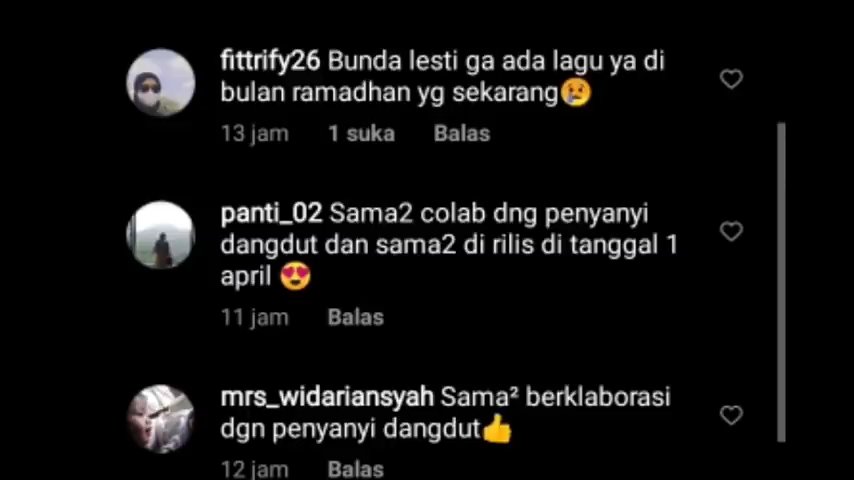 fittrify26 Bunda lesti ga ada lagu ya di
bulan ramadhan yg sekarang😢
13 jam 1 suka Balas
panti_02 Sama2 colab dng penyanyi
dangdut dan sama2 di rilis di tanggal 1
april 😍
11 jam Balas
mrs_widariansyah Sama² berklaborasi
dgn penyanyi dangdut👍
12 jam Balas